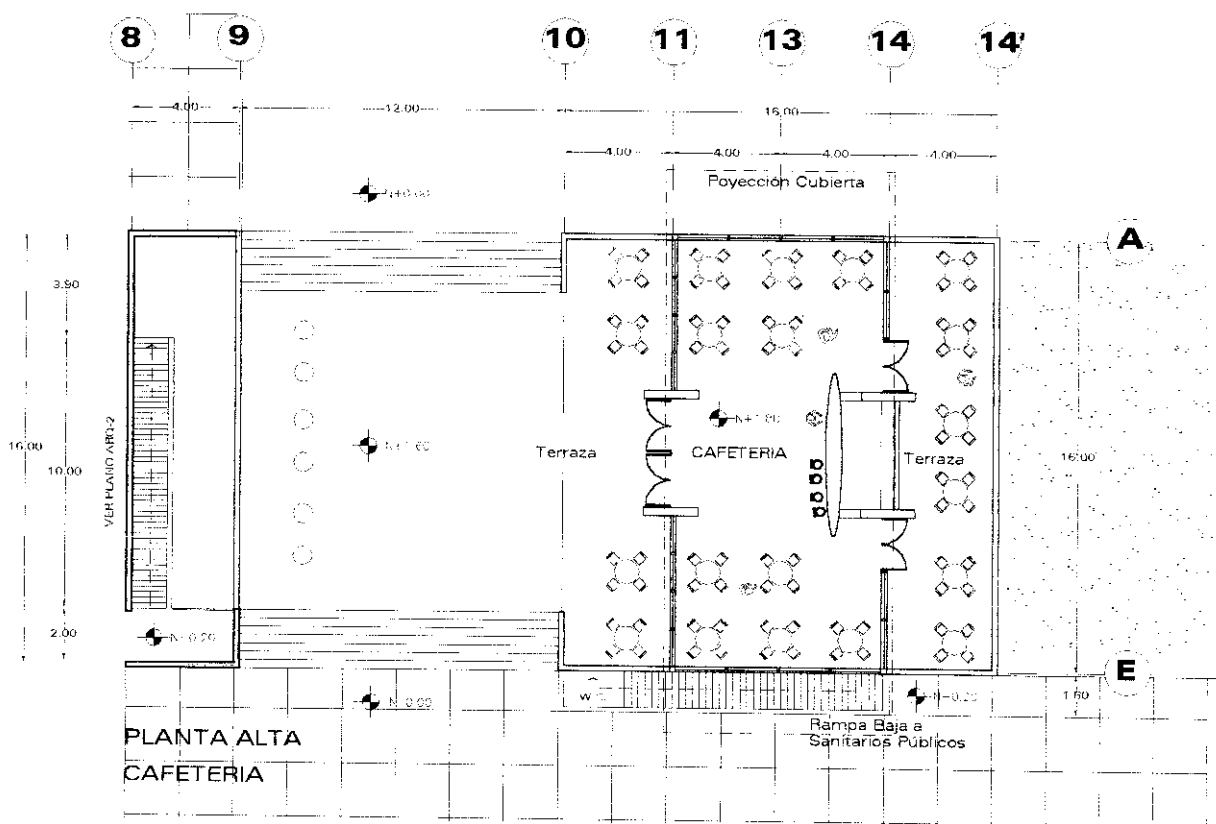 8 9 10 11 13 14 14'
4.00 12.00 16.00
4.00 4.00 4.00 4.00
Poyección Cubierta
A
3.90
16.00
10.00
2.00
VER PLANO ARQ-2
Terraza
CAFETERIA
Terraza
16.00
N-0.20
E
1.60
Rampa Baja a
Sanitarios Públicos
PLANTA ALTA
CAFETERIA